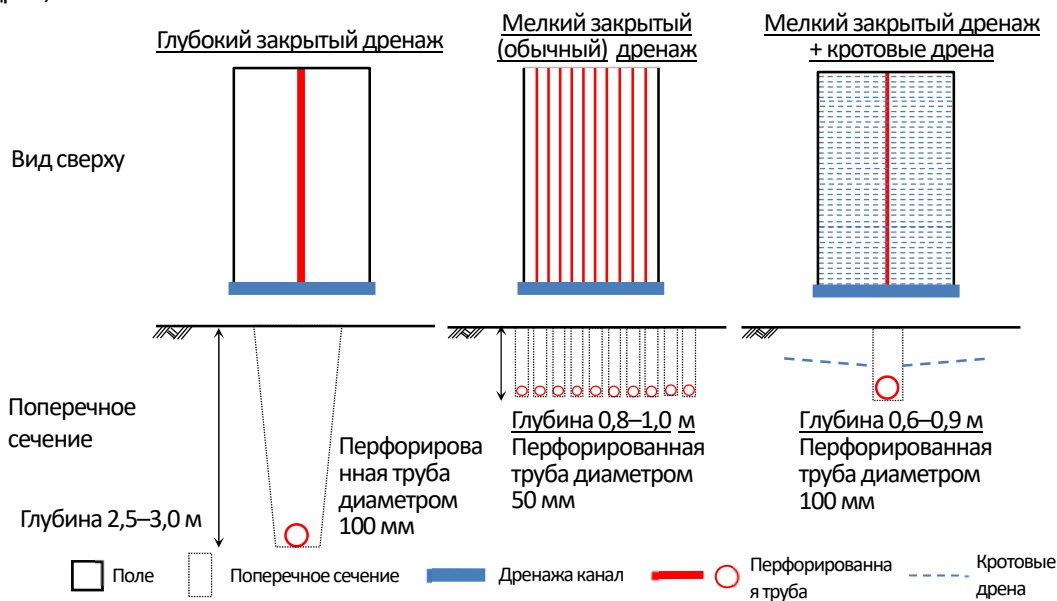 Глубокий закрытый дренаж
Мелкий закрытый
(обычный) дренаж
Мелкий закрытый дренаж
+ кротовые дрена
Вид сверху
Поперечное
сечение
Глубина 2,5–3,0 м
Перфорирова
нная труба
диаметром
100 мм
Глубина 0,8–1,0 м
Перфорированная
труба диаметром
50 мм
Глубина 0,6–0,9 м
Перфорированная
труба диаметром
100 мм
Поле
Поперечное сечение
Дренажа канал
Перфорированна
я труба
Кротовые
дрена